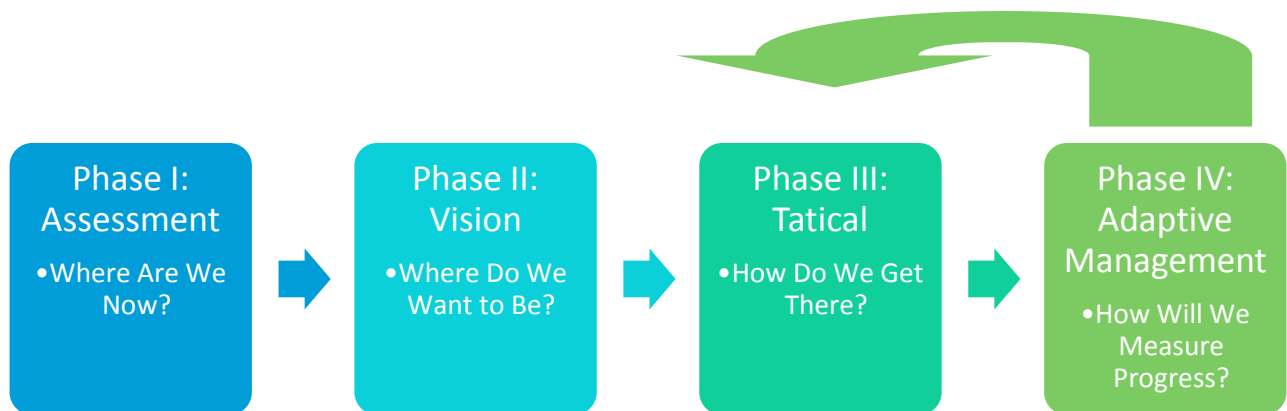 Phase I:
Assessment
•Where Are We
Now?
Phase II:
Vision
•Where Do We
Want to Be?
Phase III:
Tatical
•How Do We Get
There?
Phase IV:
Adaptive
Management
•How Will We
Measure
Progress?